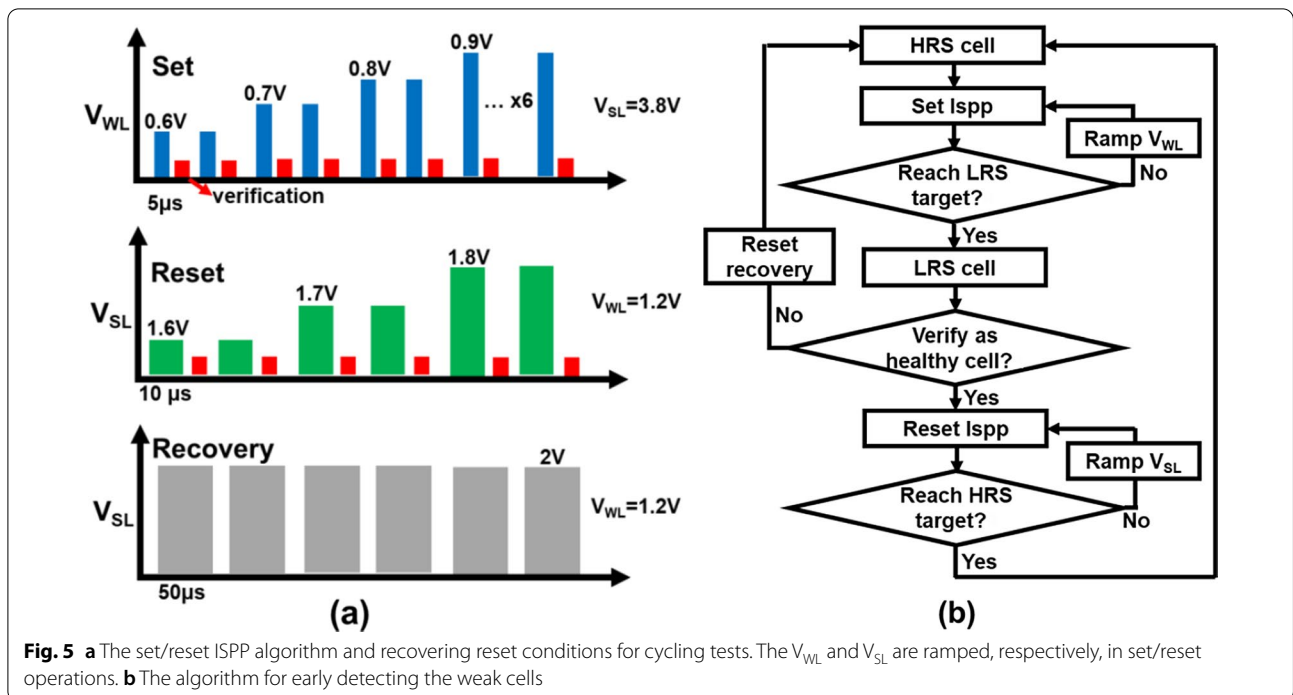 Set
V_WL
0.6V
0.7V
0.8V
0.9V
... x6
V_SL=3.8V
5µs
verification
Reset
V_SL
1.6V
1.7V
1.8V
V_WL=1.2V
10 µs
Recovery
V_SL
2V
V_WL=1.2V
50µs
(a)
HRS cell
Set Ispp
Ramp V_WL
Reach LRS
target?
No
Yes
Reset
recovery
LRS cell
No
Verify as
healthy cell?
Yes
Reset Ispp
Ramp V_SL
Reach HRS
target?
No
Yes
(b)
Fig. 5 a The set/reset ISPP algorithm and recovering reset conditions for cycling tests. The V_WL and V_SL are ramped, respectively, in set/reset
operations. b The algorithm for early detecting the weak cells